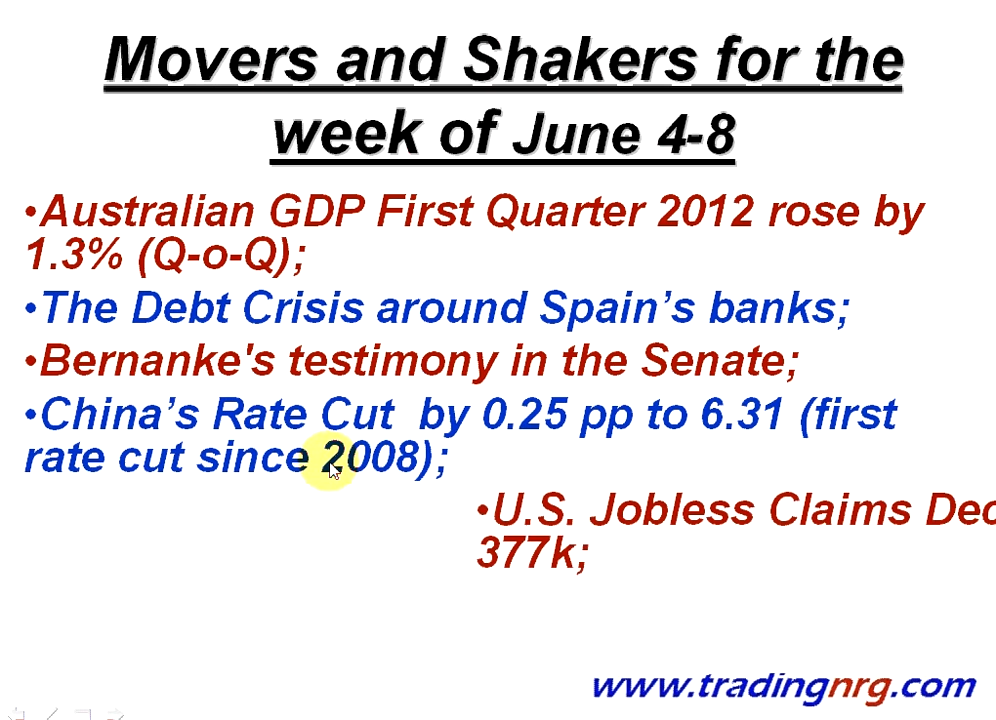 Movers and Shakers for the
week of June 4-8
•Australian GDP First Quarter 2012 rose by
1.3% (Q-o-Q);
•The Debt Crisis around Spain’s banks;
•Bernanke's testimony in the Senate;
•China’s Rate Cut by 0.25 pp to 6.31 (first
rate cut since 2008);
•U.S. Jobless Claims
377k;
www.tradingnrg.com